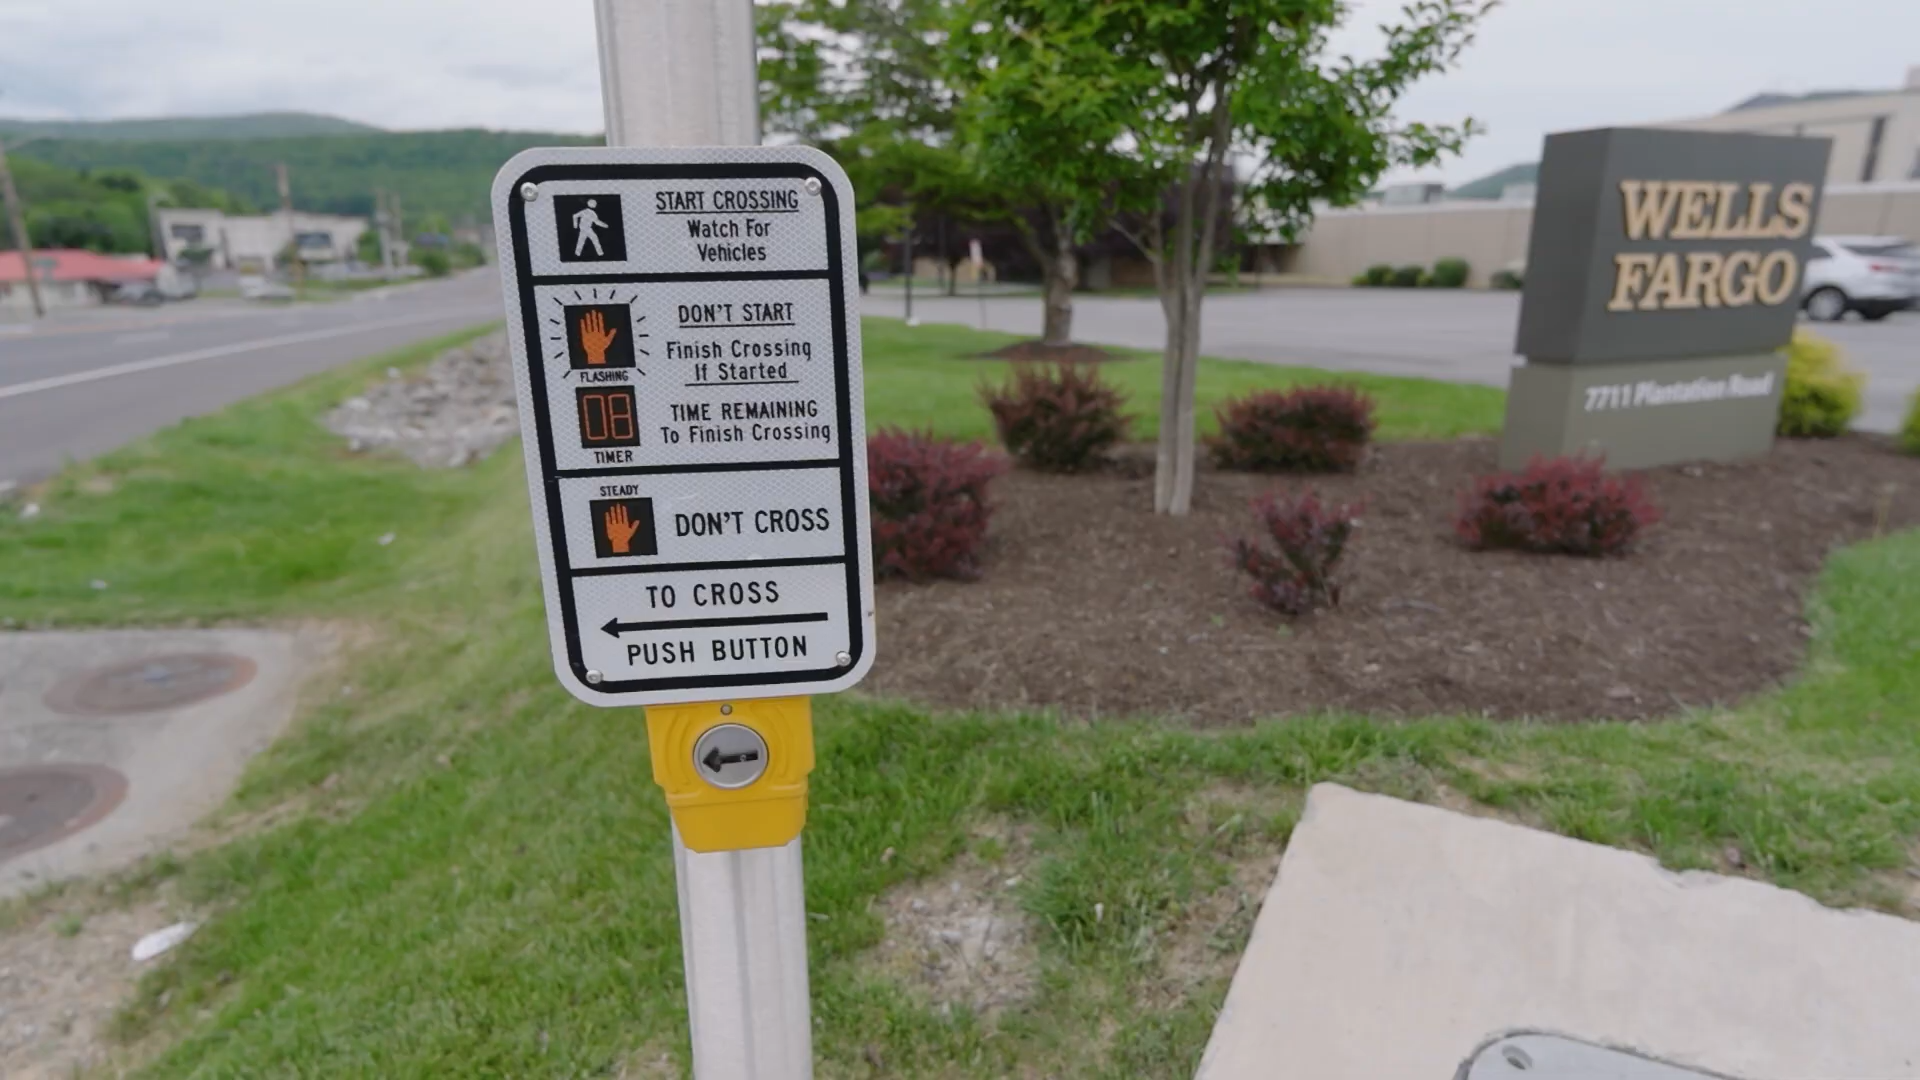 START CROSSING
Watch For
Vehicles
DON'T START
Finish Crossing
If Started
FLASHING
08
TIME REMAINING
To Finish Crossing
TIMER
STEADY
DON'T CROSS
TO CROSS
PUSH BUTTON
WELLS
FARGO
7711 Plantation Road